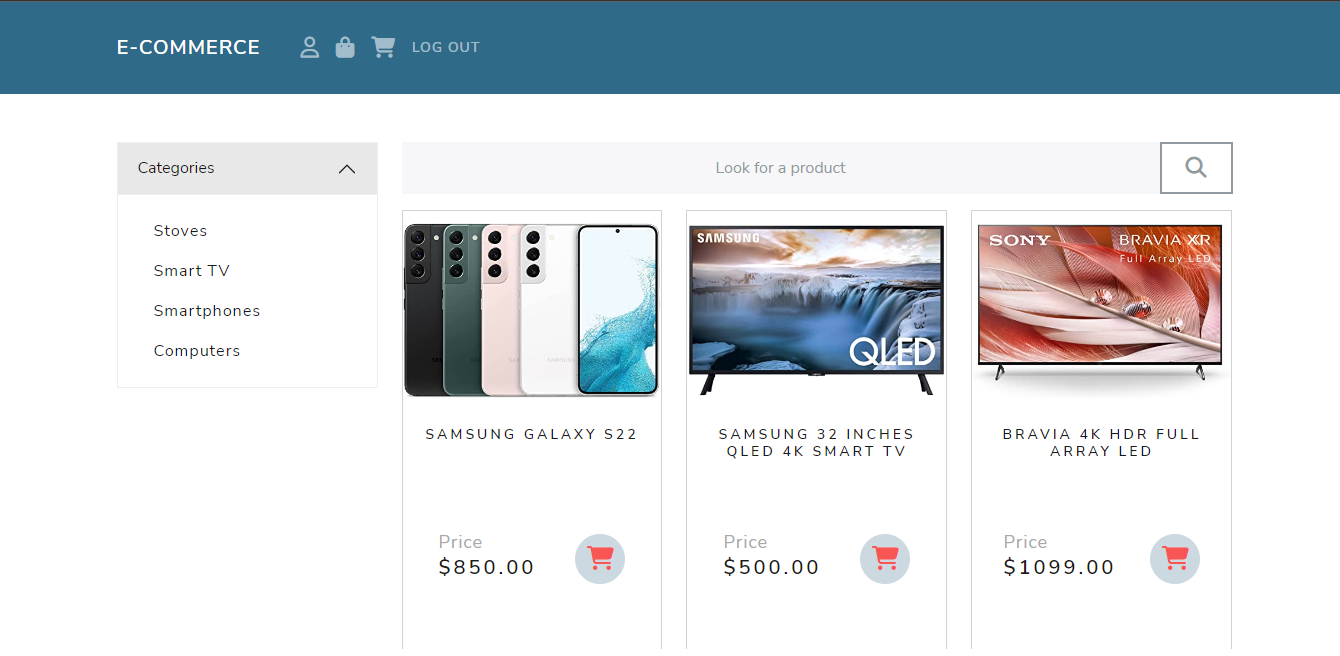 E-COMMERCE
LOG OUT
Categories
Stoves
Smart TV
Smartphones
Computers
Look for a product
SAMSUNG
QLED
SONY
BRAVIA XR
Full Array LED
SAMSUNG GALAXY S22
SAMSUNG 32 INCHES
QLED 4K SMART TV
BRAVIA 4K HDR FULL
ARRAY LED
Price
$850.00
Price
$500.00
Price
$1099.00